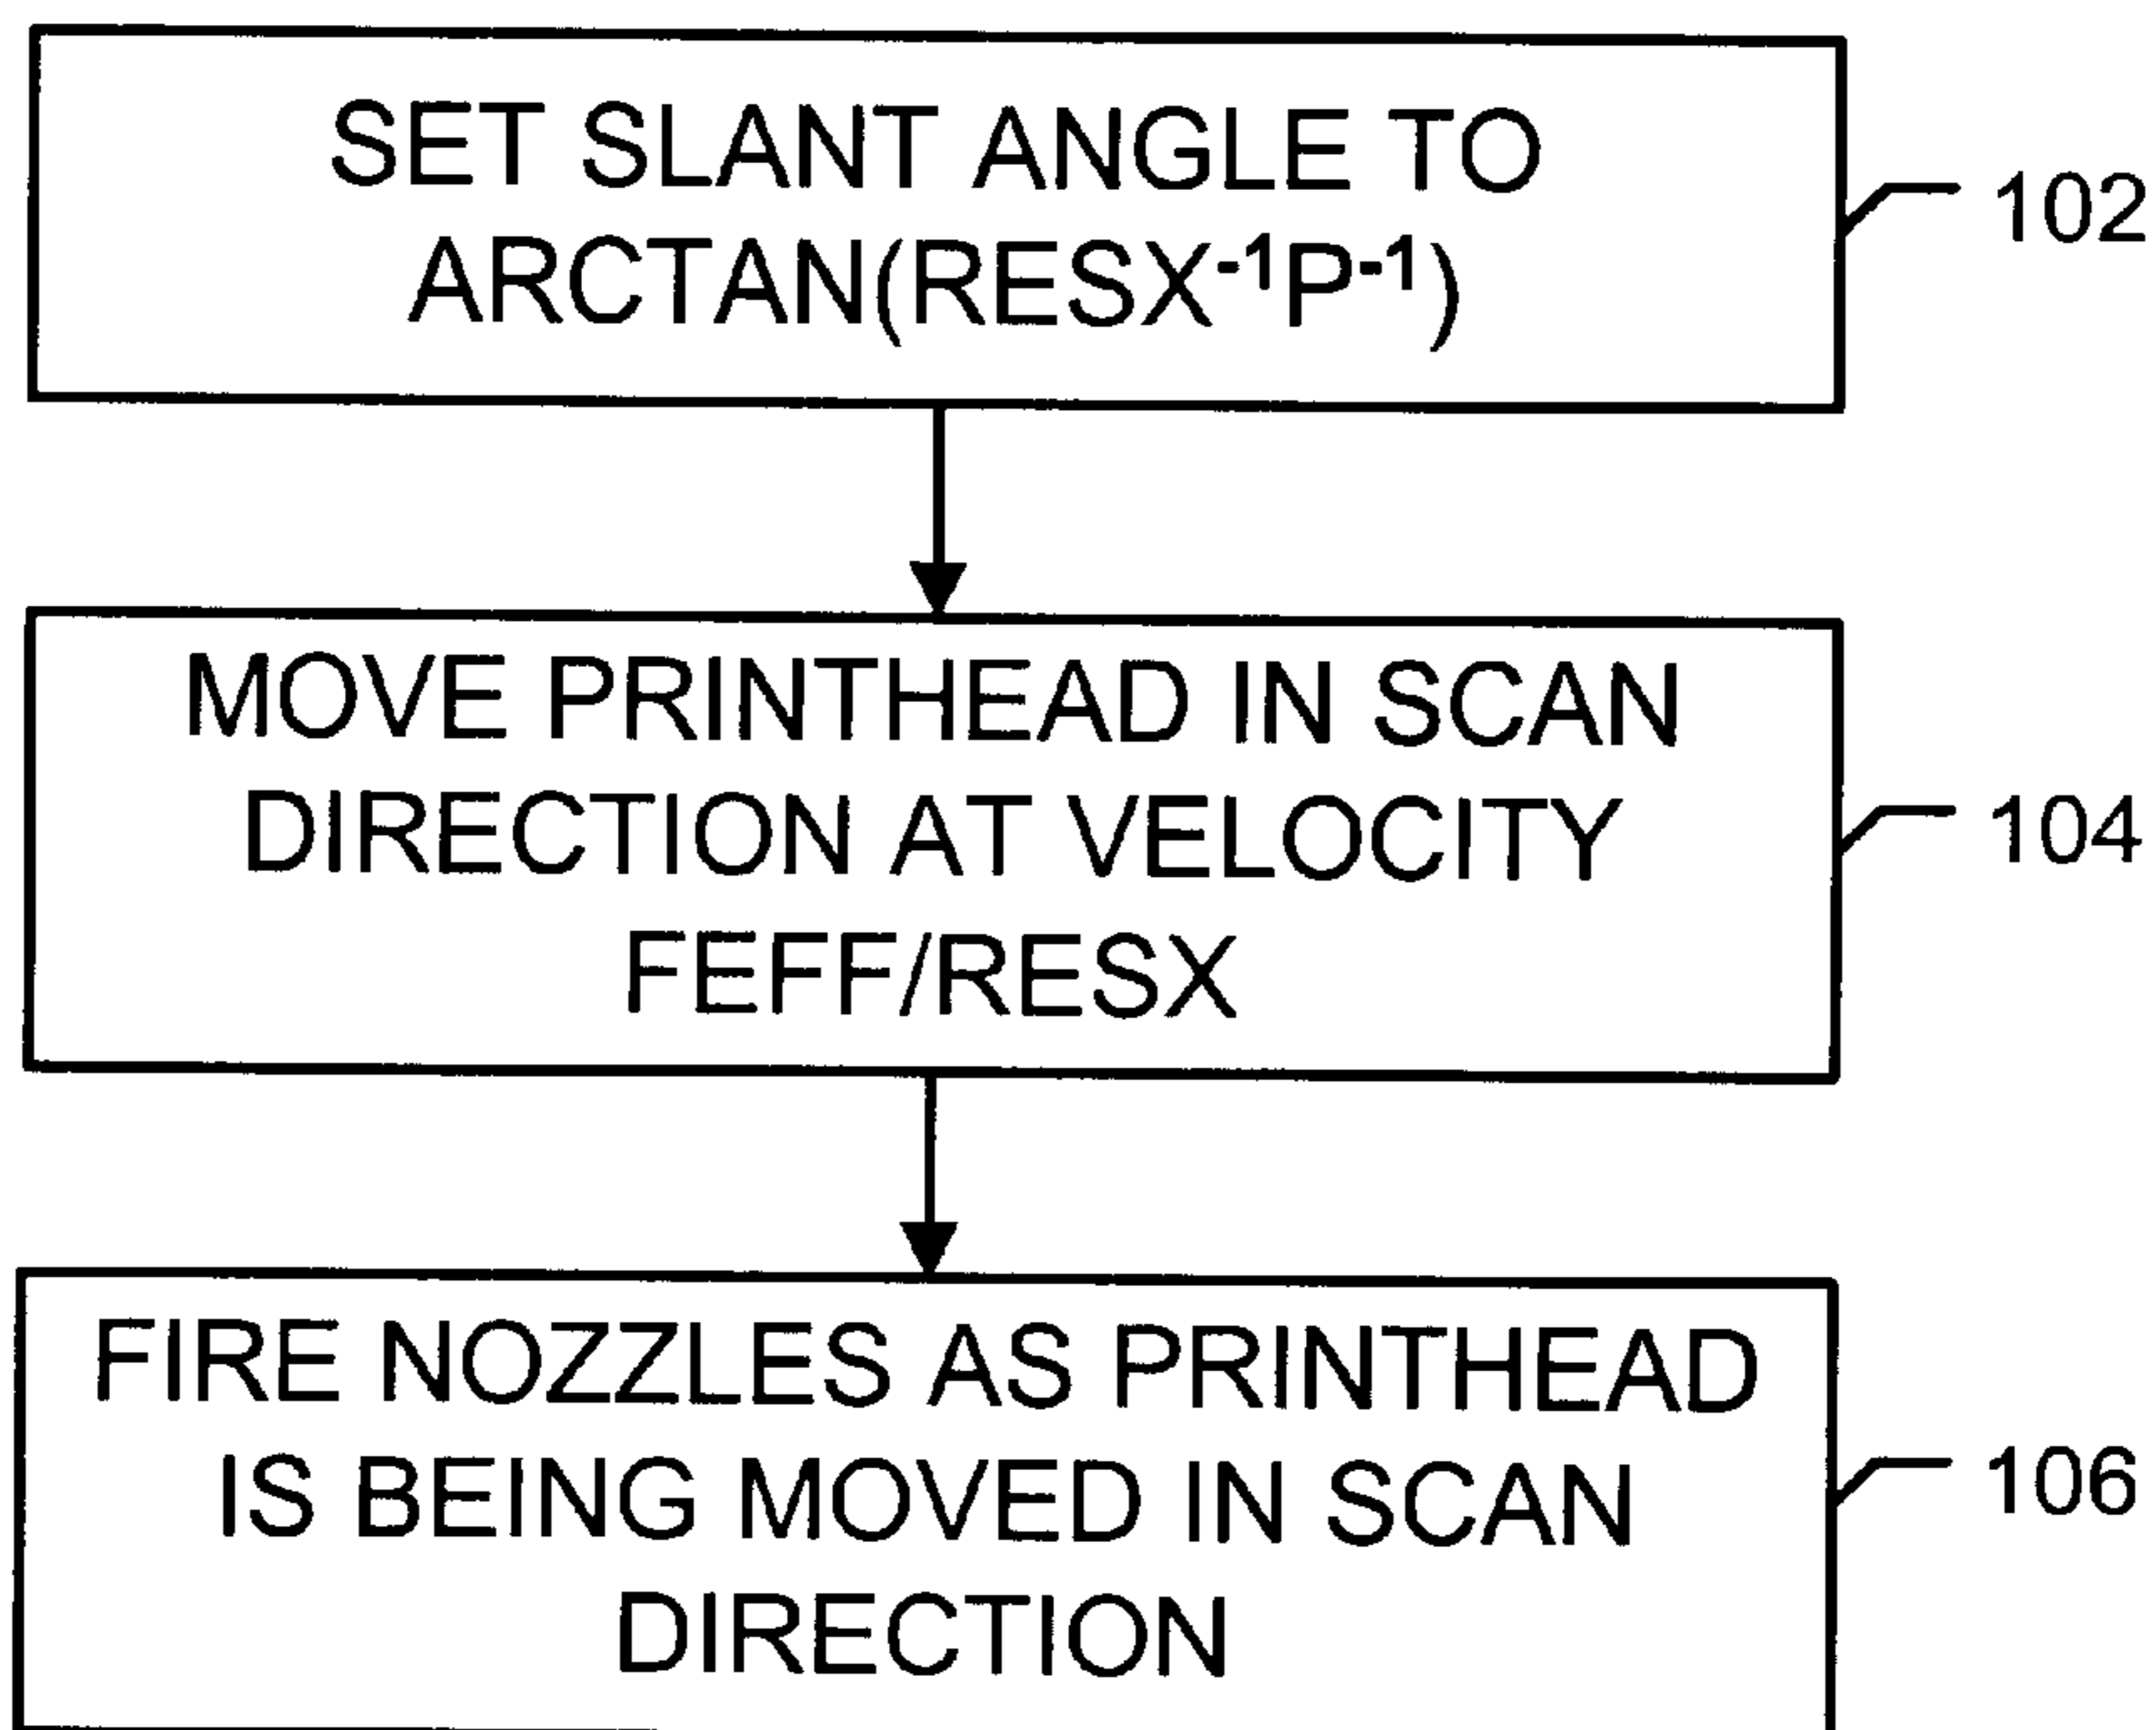 SET SLANT ANGLE TO
ARCTAN(RESX⁻¹P⁻¹)
102
MOVE PRINTHEAD IN SCAN
DIRECTION AT VELOCITY
FEFF/RESX
104
FIRE NOZZLES AS PRINTHEAD
IS BEING MOVED IN SCAN
DIRECTION
106